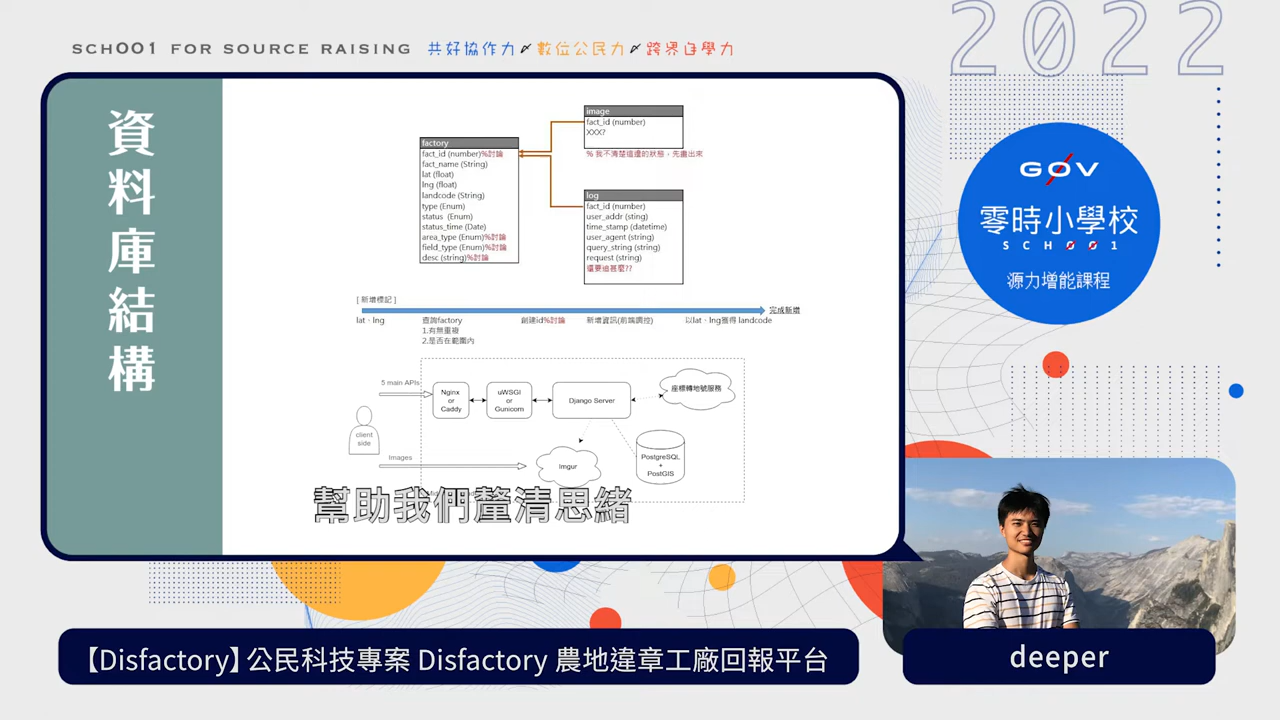 SCH001 FOR SOURCE RAISING 共好協作力 數位公民力 跨界自學力
2022
資料庫結構
factory
fact_id (number)%討論
fact_name (String)
lat (float)
lng (float)
landcode (String)
type (Enum)
status (Enum)
status_time (Date)
area_type (Enum)%討論
field_type (Enum)%討論
desc (string)%討論
image
fact_id (number)
XXX?
% 我不清楚這邊的狀態，先畫出來
log
fact_id (number)
user_addr (sting)
time_stamp (datetime)
user_agent (string)
query_string (string)
request (string)
還要追甚麼??
[ 新增標記 ]
lat、lng
查詢factory
1.有無重複
2.是否在範圍內
創建id%討論
新增資訊(前端調控)
以lat、lng獲得 landcode
完成新增
5 main APIs
Nginx
or
Caddy
uWSGI
or
Gunicorn
Django Server
座標轉地號服務
client
side
Images
Imgur
PostgreSQL
+
PostGIS
幫助我們釐清思緒
G0V
零時小學校
SCH001
源力增能課程
【Disfactory】公民科技專案 Disfactory 農地違章工廠回報平台
deeper